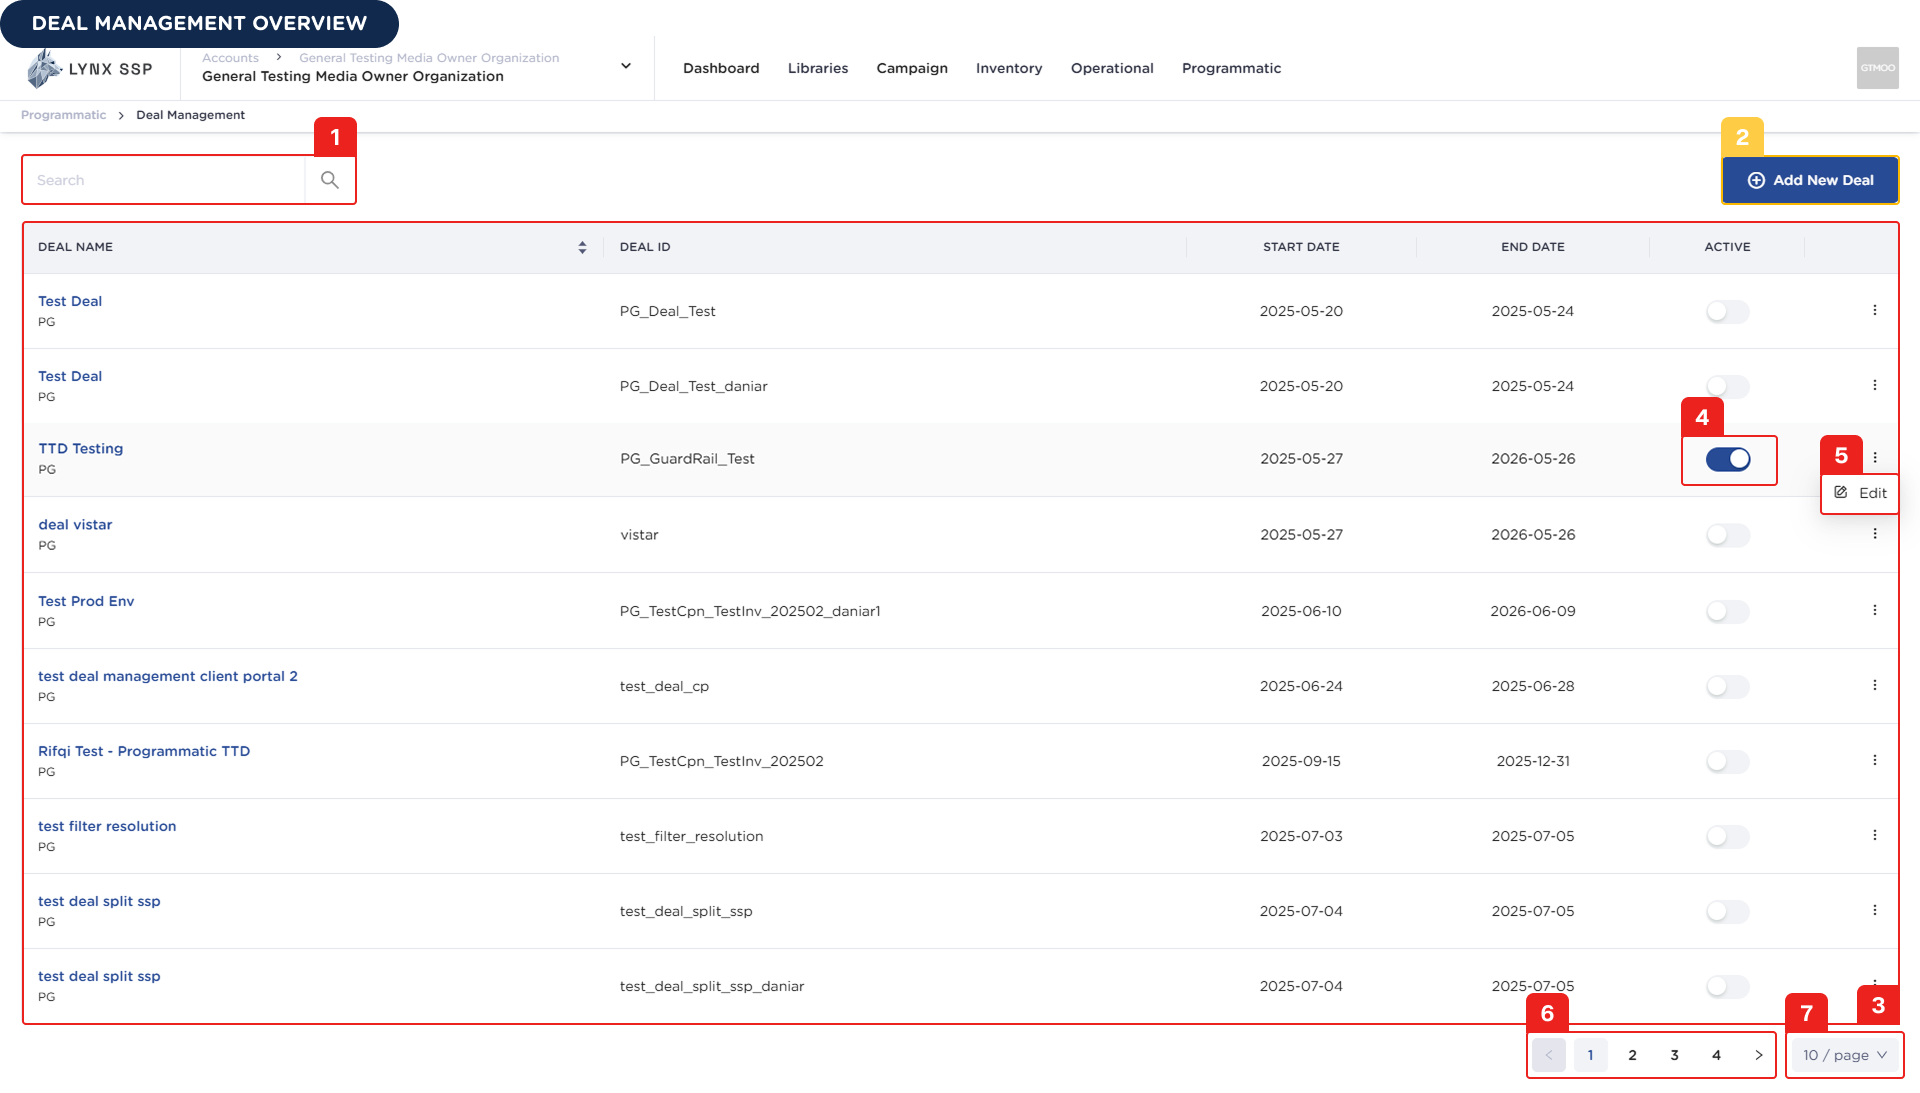 DEAL MANAGEMENT OVERVIEW
LYNX SSP
Accounts > General Testing Media Owner Organization
General Testing Media Owner Organization
Dashboard Libraries Campaign Inventory Operational Programmatic
GTMOO
Programmatic > Deal Management
1
2
Search
Add New Deal
DEAL NAME DEAL ID START DATE END DATE ACTIVE
Test Deal
PG
PG_Deal_Test 2025-05-20 2025-05-24
Test Deal
PG
PG_Deal_Test_daniar 2025-05-20 2025-05-24
4
TTD Testing
PG
PG_GuardRail_Test 2025-05-27 2026-05-26
5
Edit
deal vistar
PG
vistar 2025-05-27 2026-05-26
Test Prod Env
PG
PG_TestCpn_TestInv_202502_daniar1 2025-06-10 2026-06-09
test deal management client portal 2
PG
test_deal_cp 2025-06-24 2025-06-28
Rifqi Test - Programmatic TTD
PG
PG_TestCpn_TestInv_202502 2025-09-15 2025-12-31
test filter resolution
PG
test_filter_resolution 2025-07-03 2025-07-05
test deal split ssp
PG
test_deal_split_ssp 2025-07-04 2025-07-05
test deal split ssp
PG
test_deal_split_ssp_daniar 2025-07-04 2025-07-05
6 7 3
< 1 2 3 4 > 10 / page